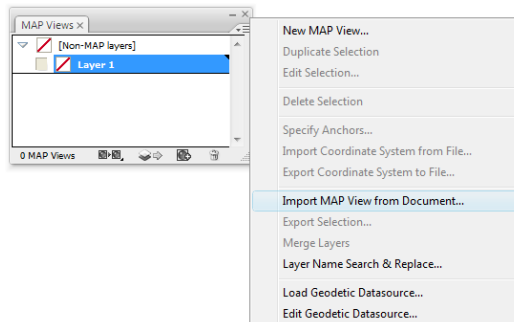 MAP Views ×
[Non-MAP layers]
Layer 1
0 MAP Views
New MAP View...
Duplicate Selection
Edit Selection...
Delete Selection
Specify Anchors...
Import Coordinate System from File...
Export Coordinate System to File...
Import MAP View from Document...
Export Selection...
Merge Layers
Layer Name Search & Replace...
Load Geodetic Datasource...
Edit Geodetic Datasource...